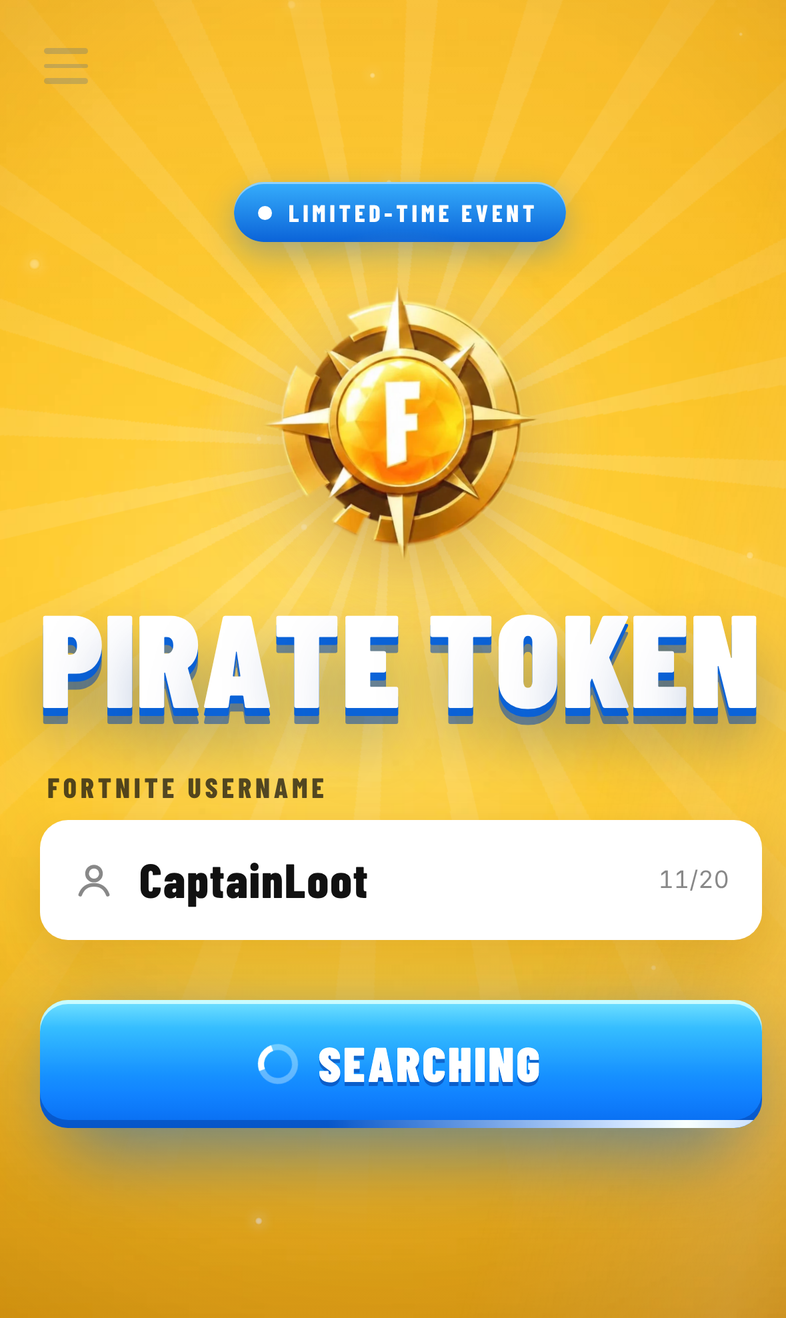 LIMITED-TIME EVENT
F
PIRATE TOKEN
FORTNITE USERNAME
CaptainLoot
11/20
SEARCHING